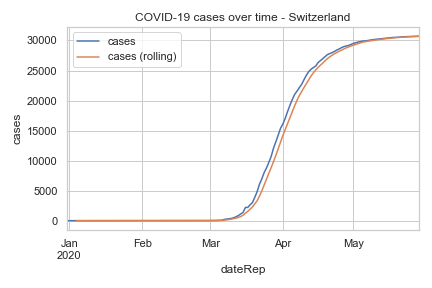 COVID-19 cases over time - Switzerland
cases
cases (rolling)
30000
25000
20000
15000
10000
5000
0
cases
Jan Feb Mar Apr May
2020
dateRep